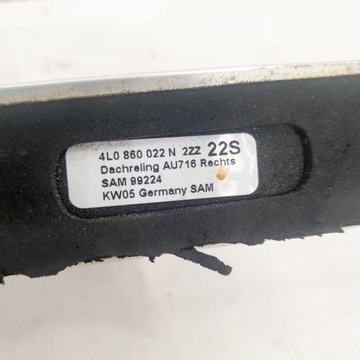 4L0 860 022 N 2ZZ 22S
Dachreling AU716 Rechts
SAM 99224
KW05 Germany SAM